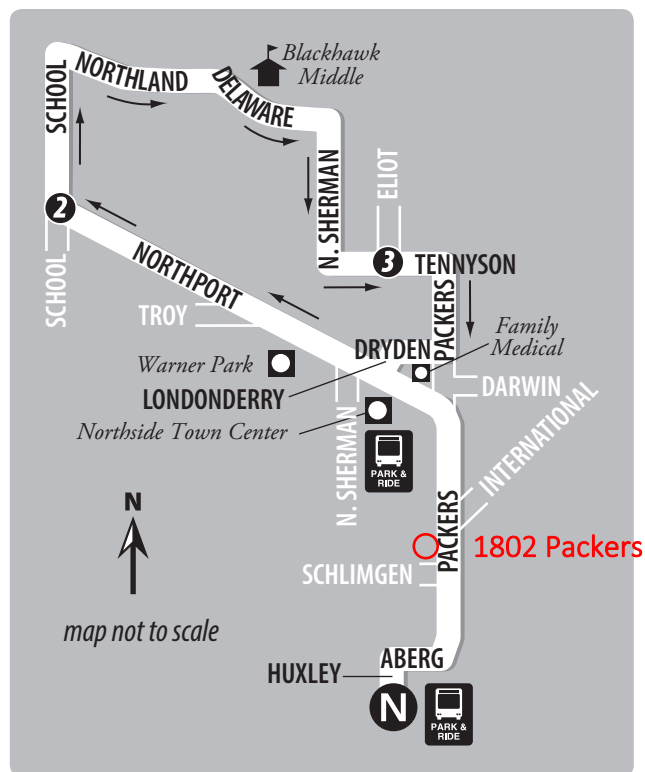 Blackhawk
Middle
NORTHLAND
DELAWARE
SCHOOL
N. SHERMAN
ELIOT
2
3
TENNYSON
SCHOOL
NORTHPORT
TROY
PACKERS
Family
Medical
DRYDEN
Warner Park
LONDONDERRY
DARWIN
Northside Town Center
N. SHERMAN
PARK &
RIDE
INTERNATIONAL
PACKERS
N
1802 Packers
SCHLIMGEN
map not to scale
ABERG
HUXLEY
N
PARK &
RIDE